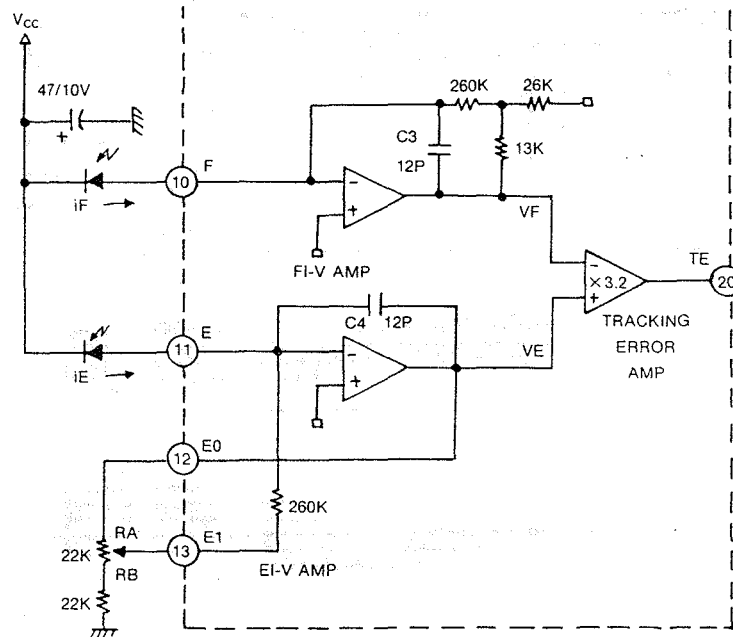 Vcc
47/10V
+
260K
26K
C3
12P
13K
10
F
iF
−
+
VF
FI-V AMP
TE
−
×3.2
+
20
TRACKING
ERROR
AMP
C4
12P
11
E
iE
−
+
VE
12
E0
260K
RA
22K
13
E1
RB
EI-V AMP
22K